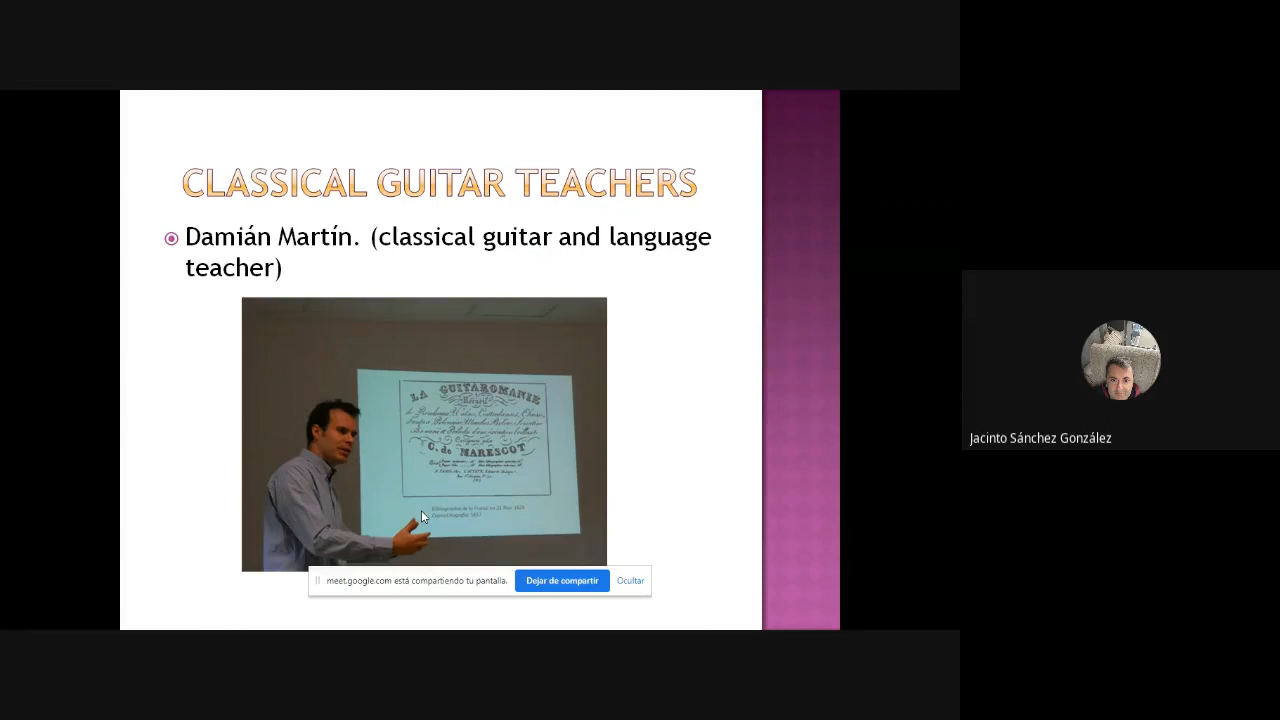 CLASSICAL GUITAR TEACHERS
Damián Martín. (classical guitar and language
teacher)
LA GUITAROMANIE
Recueil
C. de MARESCOT
meet.google.com está compartiendo tu pantalla.
Dejar de compartir
Ocultar
Jacinto Sánchez González